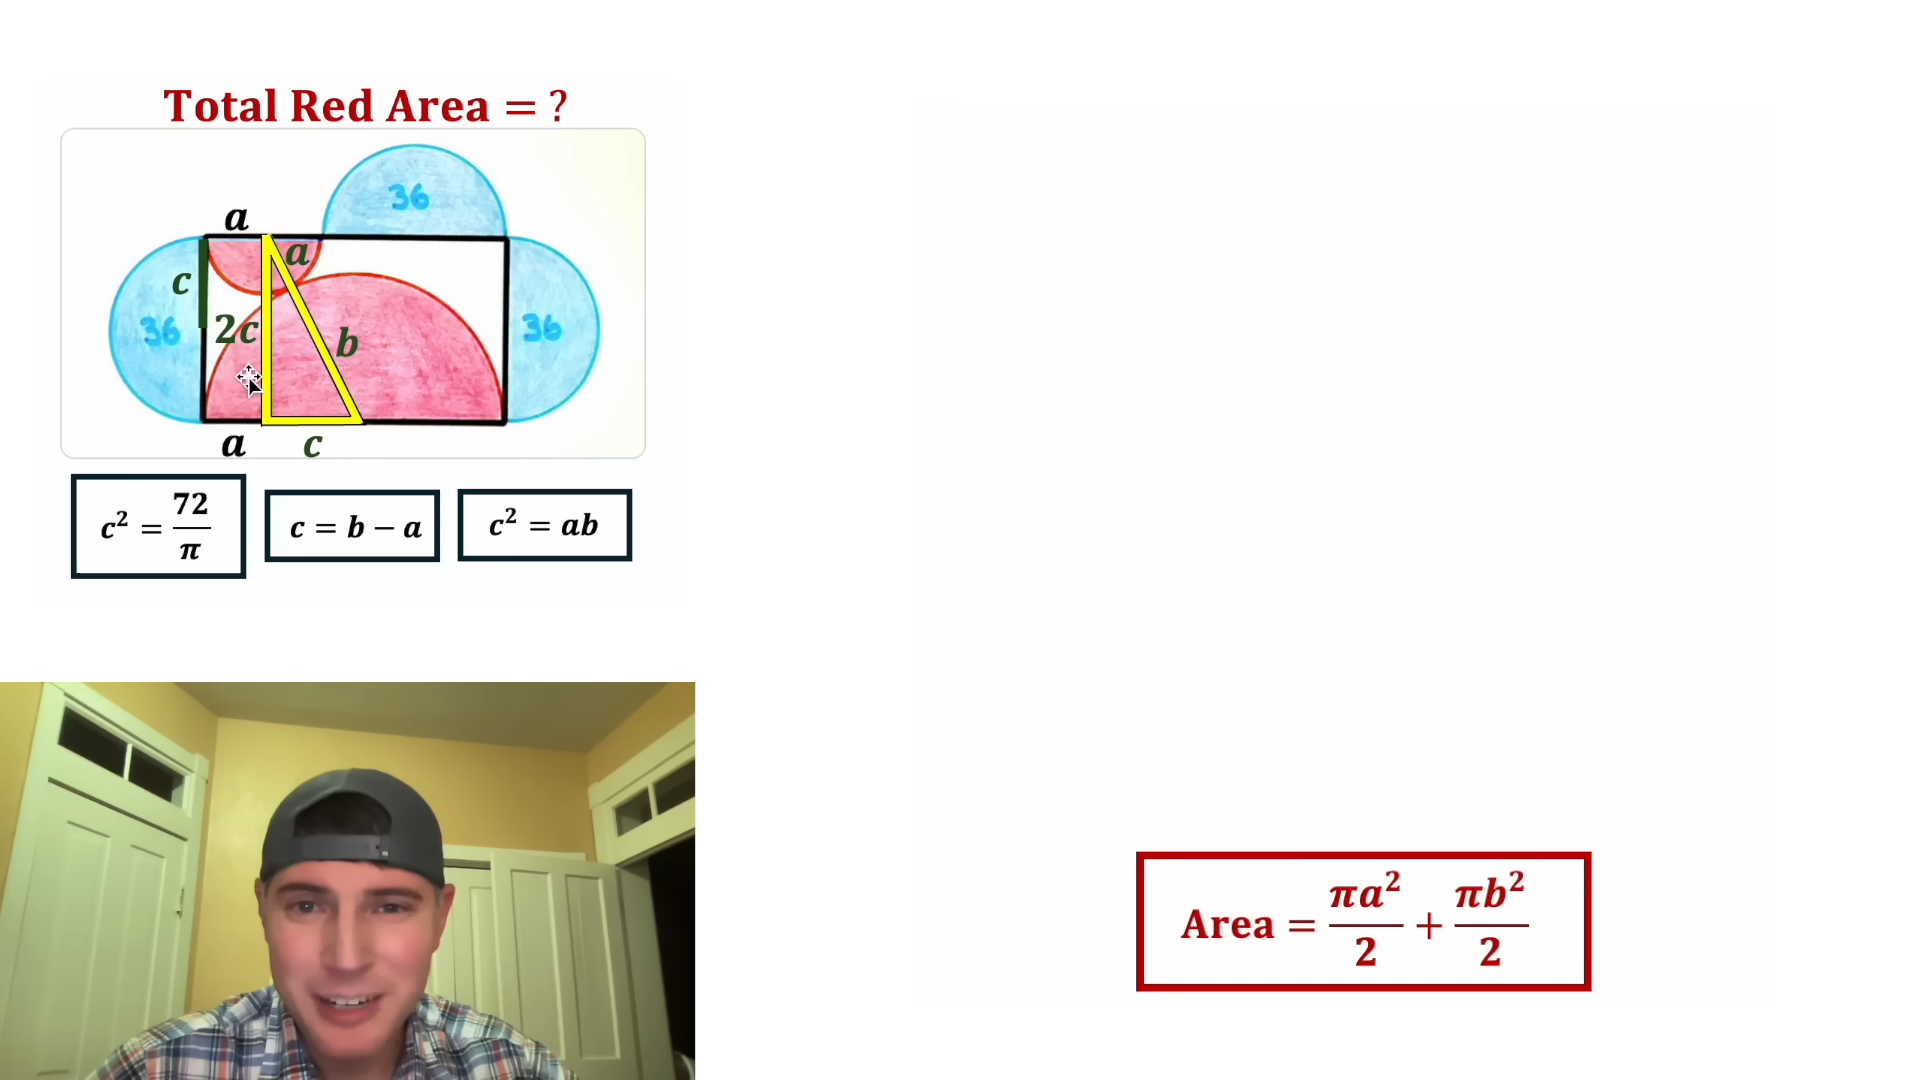 Total Red Area = ?
36
a
a
c
36
2c
b
36
a
c
c² = 72/π
c = b − a
c² = ab
Area = πa²/2 + πb²/2